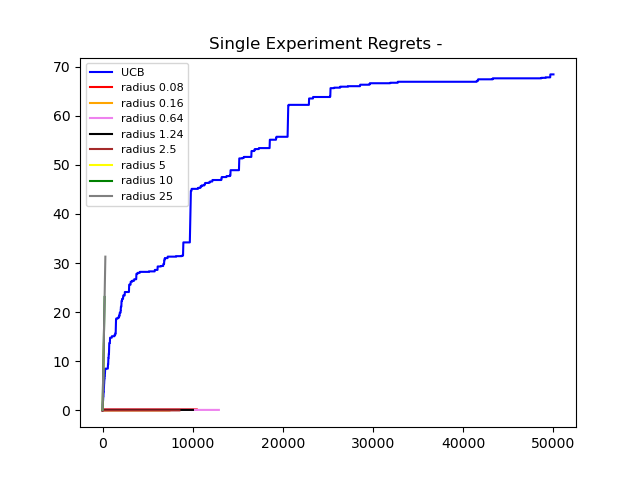 Single Experiment Regrets -
70
60
50
40
30
20
10
0
UCB
radius 0.08
radius 0.16
radius 0.64
radius 1.24
radius 2.5
radius 5
radius 10
radius 25
0 10000 20000 30000 40000 50000